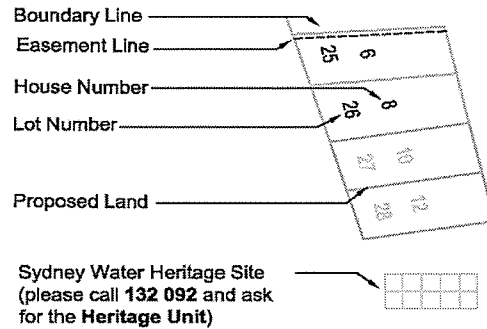 Boundary Line
Easement Line
25 6
House Number
8
26
Lot Number
27 10
Proposed Land
28 12
Sydney Water Heritage Site
(please call 132 092 and ask
for the Heritage Unit)